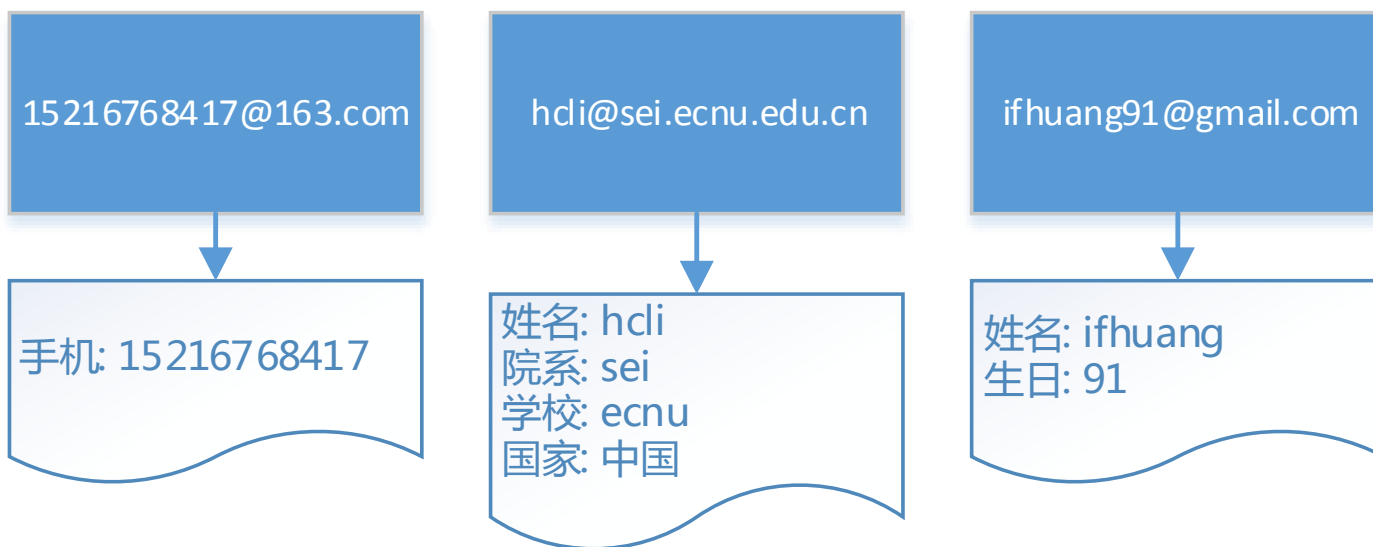 15216768417@163.com
hcli@sei.ecnu.edu.cn
ifhuang91@gmail.com
手机: 15216768417
姓名: hcli
院系: sei
学校: ecnu
国家: 中国
姓名: ifhuang
生日: 91